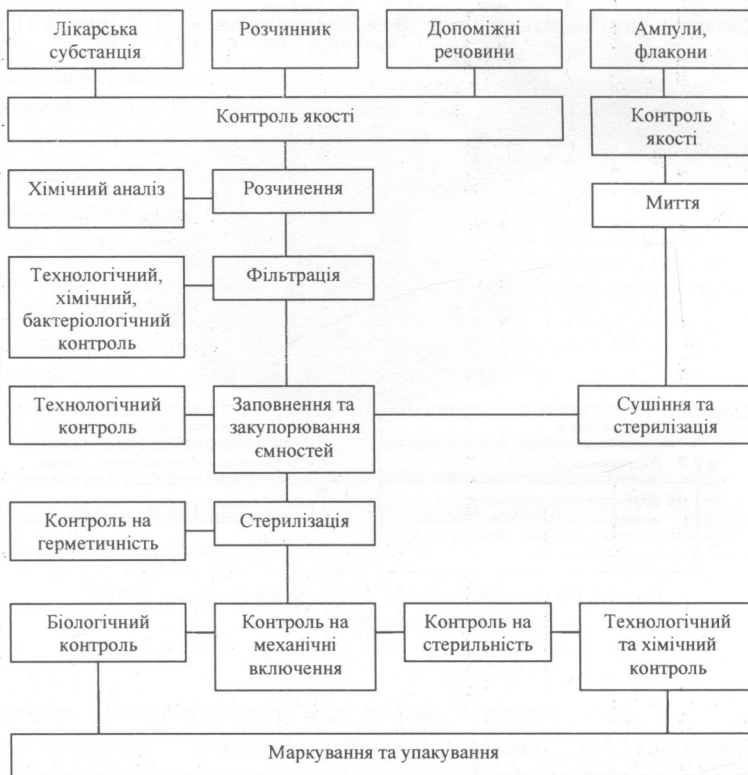 Лікарська
субстанція
Розчинник
Допоміжні
речовини
Ампули,
флакони
Контроль якості
Контроль
якості
Хімічний аналіз
Розчинення
Миття
Технологічний,
хімічний,
бактеріологічний
контроль
Фільтрація
Технологічний
контроль
Заповнення та
закупорювання
ємностей
Сушіння та
стерилізація
Контроль на
герметичність
Стерилізація
Біологічний
контроль
Контроль на
механічні
включення
Контроль на
стерильність
Технологічний
та хімічний
контроль
Маркування та упакування